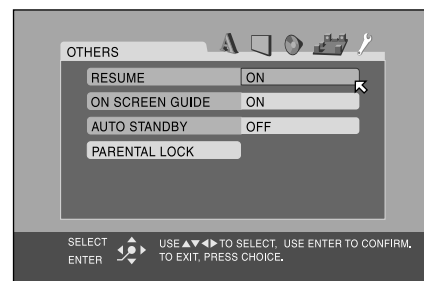 OTHERS
RESUME ON
ON SCREEN GUIDE ON
AUTO STANDBY OFF
PARENTAL LOCK
SELECT USE ▲▼◀▶ TO SELECT, USE ENTER TO CONFIRM.
ENTER TO EXIT, PRESS CHOICE.